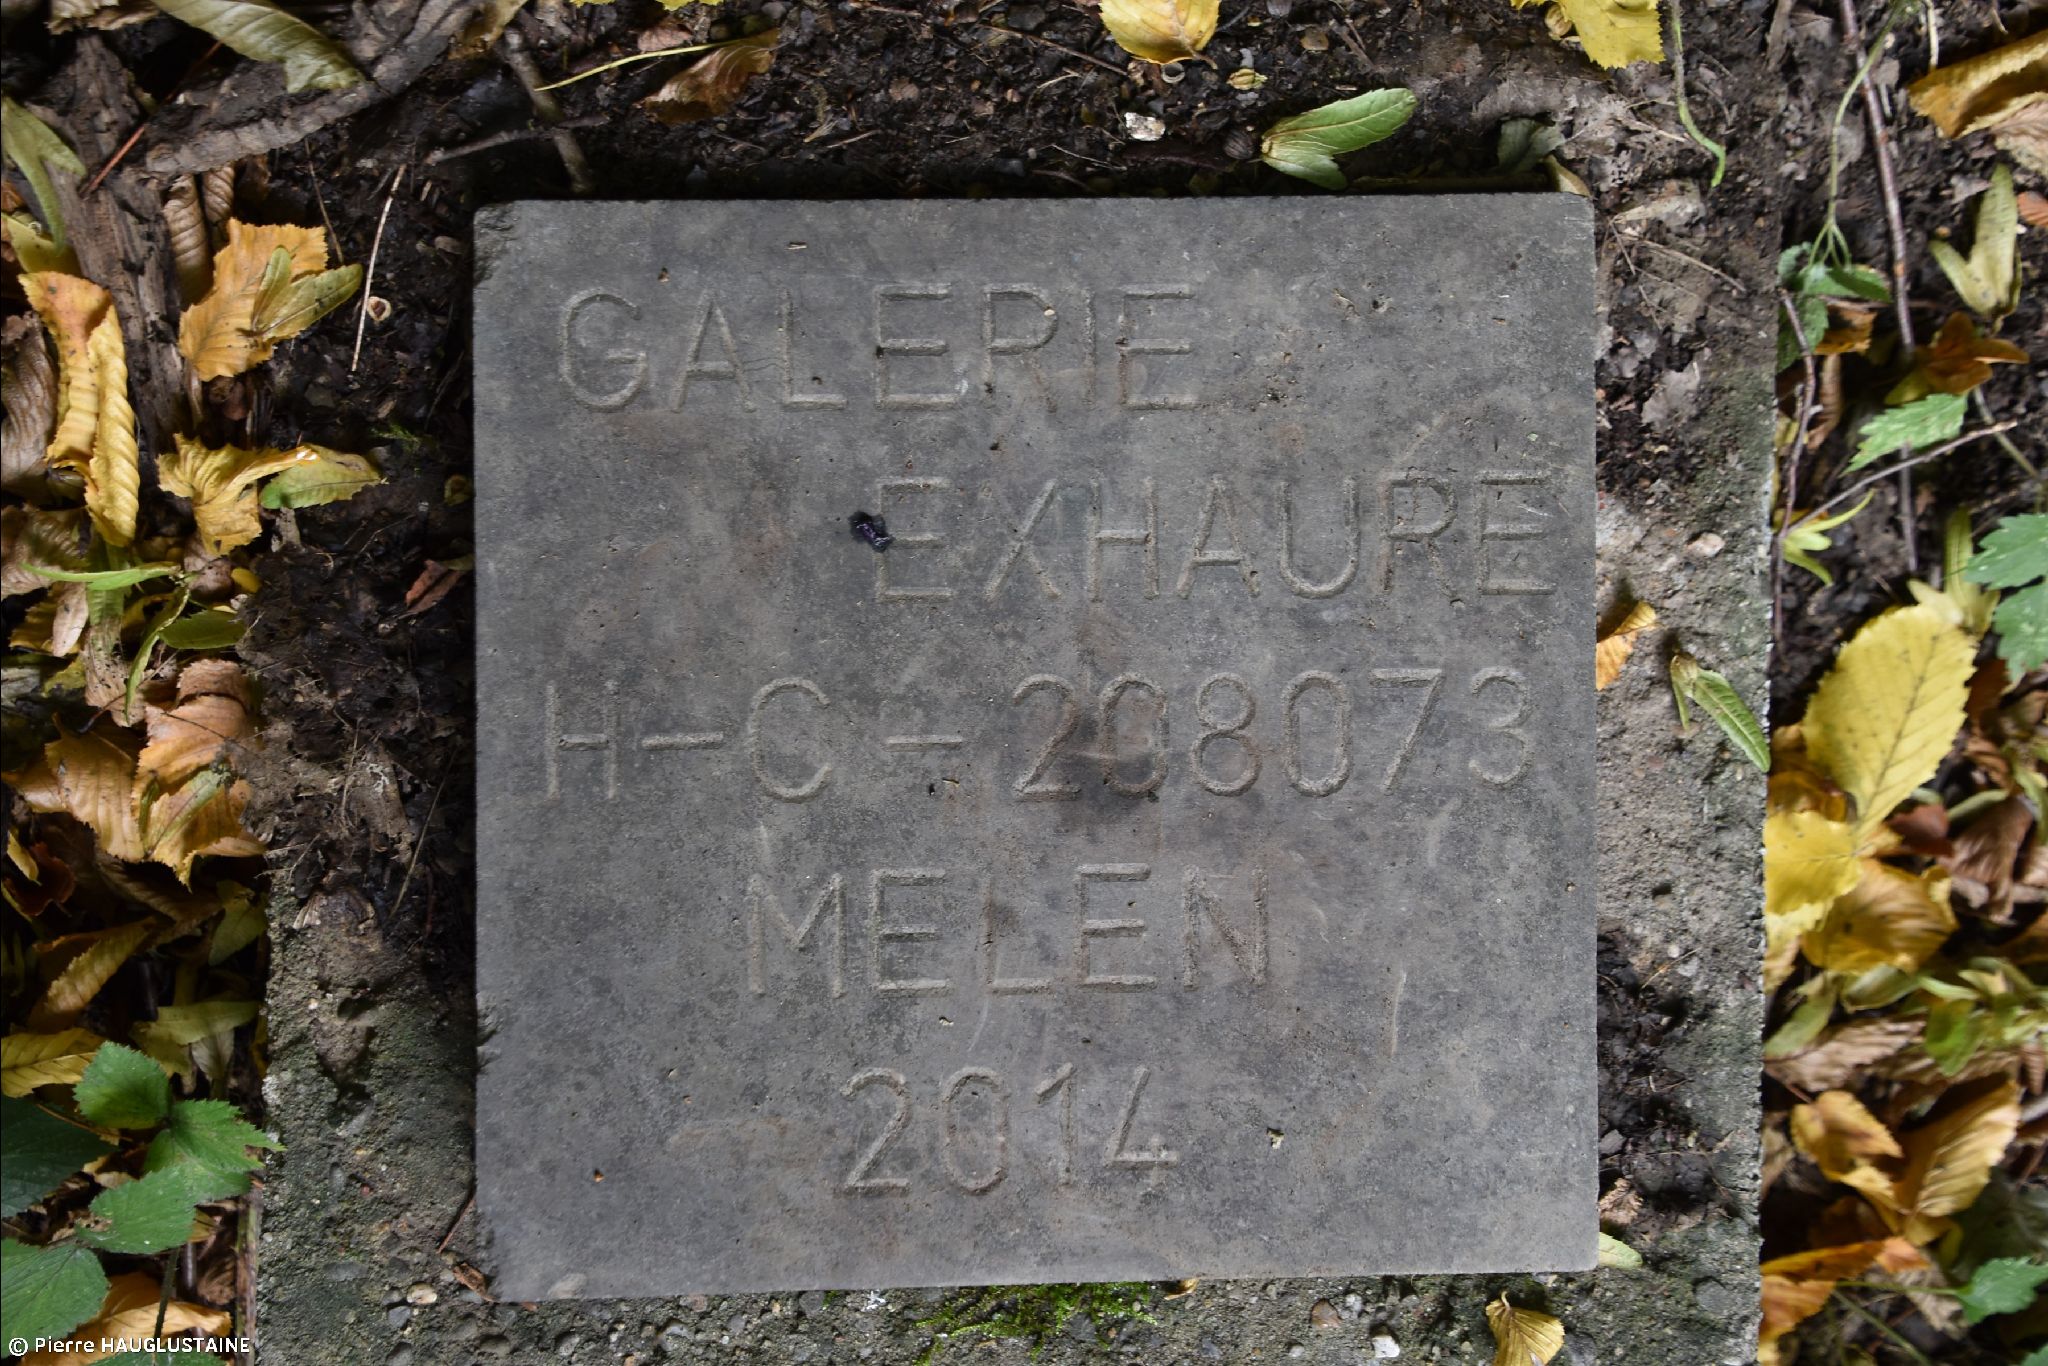 GALERIE
EXHAURE
H-C-208073
MELEN
2014
© Pierre HAUGLUSTAINE